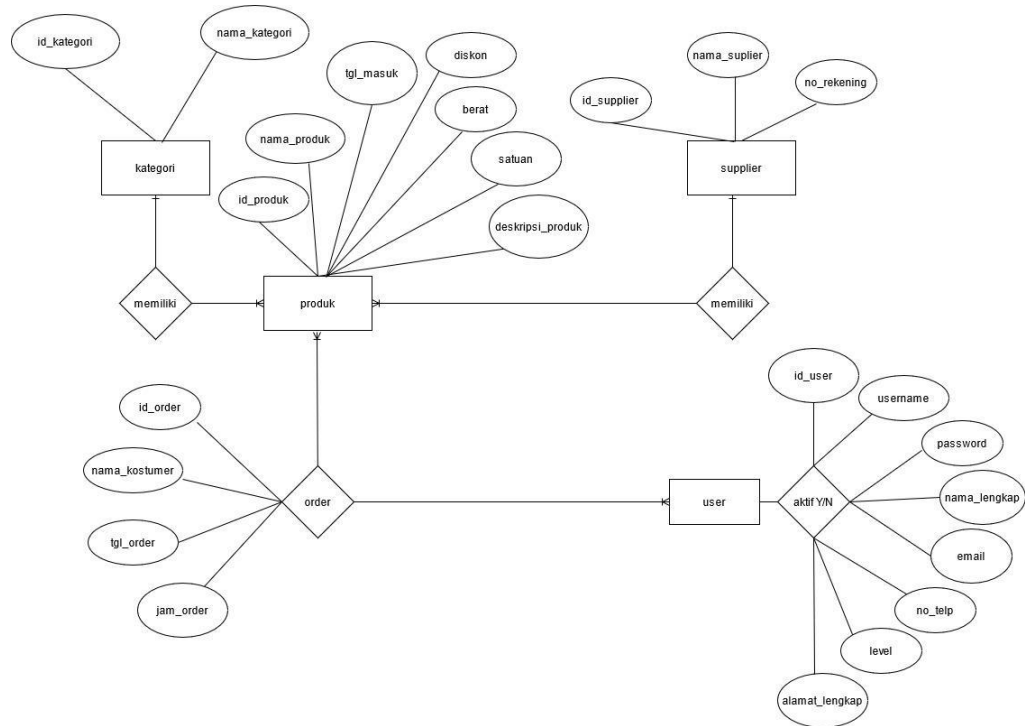 id_kategori
nama_kategori
tgl_masuk
diskon
nama_suplier
no_rekening
id_supplier
berat
nama_produk
kategori
satuan
supplier
id_produk
deskripsi_produk
memiliki
produk
memiliki
id_user
username
id_order
password
nama_kostumer
nama_lengkap
order
user
aktif Y/N
tgl_order
email
jam_order
no_telp
level
alamat_lengkap